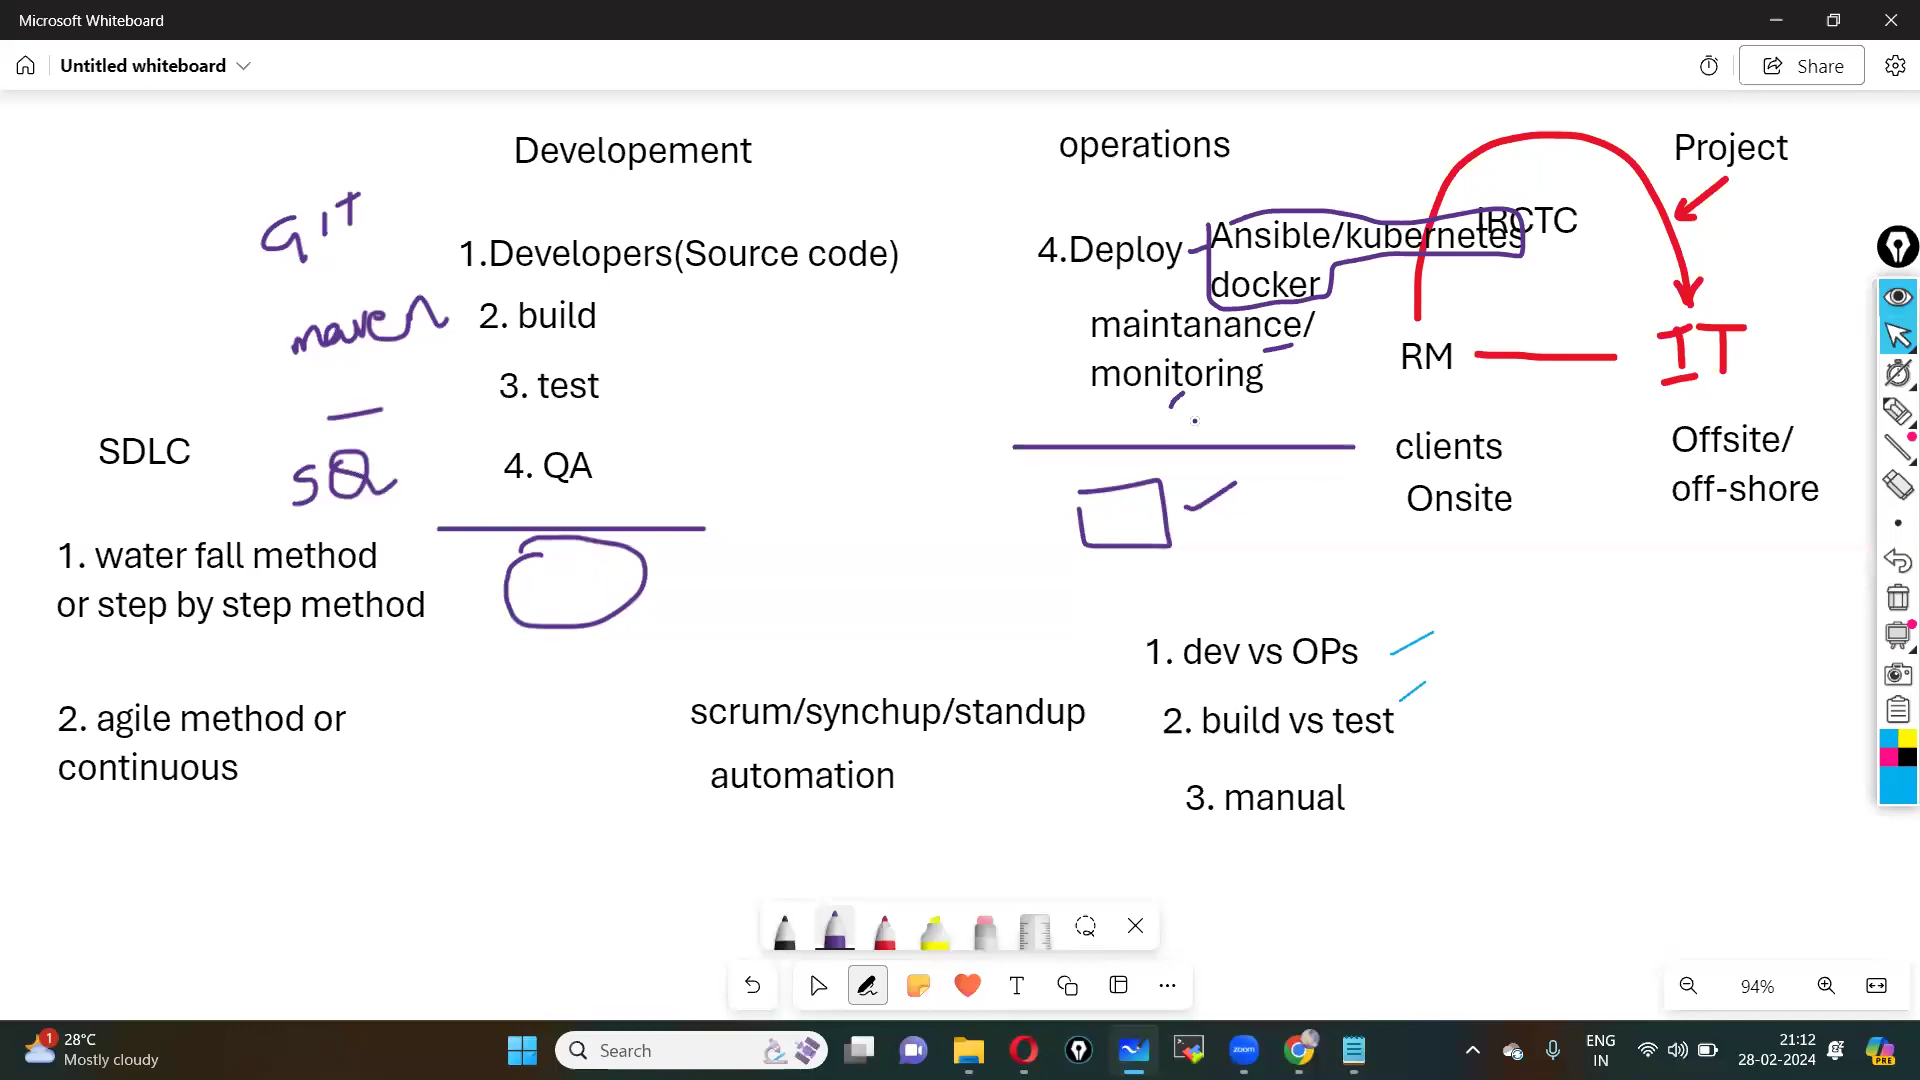 Microsoft Whiteboard
Untitled whiteboard
Share
Developement
operations
Project
GIT
IRCTC
1.Developers(Source code)
4.Deploy
Ansible/kubernetes
docker
maven
2. build
maintanance/
monitoring
RM
IT
3. test
SDLC
SQ
4. QA
clients
Onsite
Offsite/
off-shore
1. water fall method
or step by step method
1. dev vs OPs
2. agile method or
continuous
scrum/synchup/standup
automation
2. build vs test
3. manual
94%
1
28°C
Mostly cloudy
Search
zoom
ENG
IN
21:12
28-02-2024
PRE